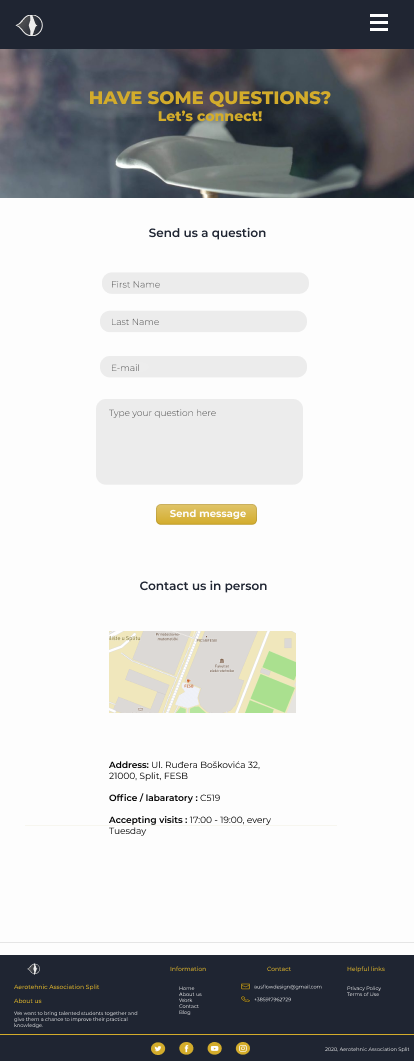 HAVE SOME QUESTIONS?
Let's connect!
Send us a question
First Name
Last Name
E-mail
Type your question here
Send message
Contact us in person
Address: Ul. Ruđera Boškovića 32,
21000, Split, FESB
Office / labaratory : C519
Accepting visits : 17:00 - 19:00, every
Tuesday
Aerotehnic Association Split
About us
We want to bring talented students together and
give them a chance to improve their practical
knowledge.
Information
Home
About us
Work
Contact
Blog
Contact
ausflowdesign@gmail.com
Helpful links
Privacy Policy
Terms of Use
2020. Aerotehnic Association Split